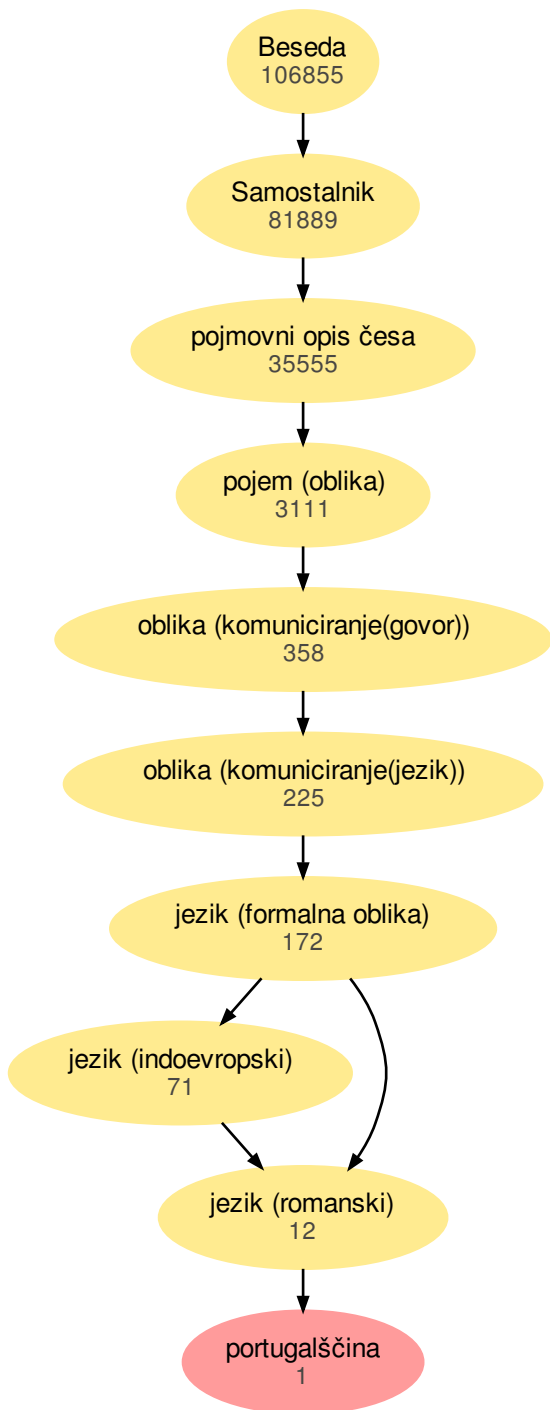 Beseda
106855
Samostalnik
81889
pojmovni opis česa
35555
pojem (oblika)
3111
oblika (komuniciranje(govor))
358
oblika (komuniciranje(jezik))
225
jezik (formalna oblika)
172
jezik (indoevropski)
71
jezik (romanski)
12
portugalščina
1